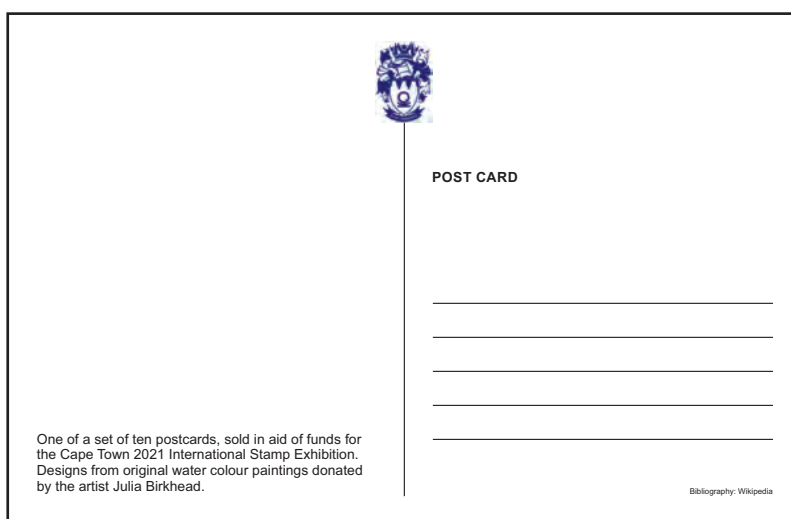 POST CARD
One of a set of ten postcards, sold in aid of funds for
the Cape Town 2021 International Stamp Exhibition.
Designs from original water colour paintings donated
by the artist Julia Birkhead.
Bibliography: Wikipedia